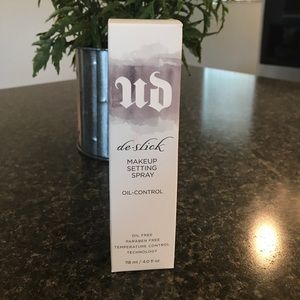 UD
de-slick
MAKEUP
SETTING
SPRAY
OIL-CONTROL
OIL FREE
PARABEN FREE
TEMPERATURE CONTROL
TECHNOLOGY
118 ml / 4.0 fl oz